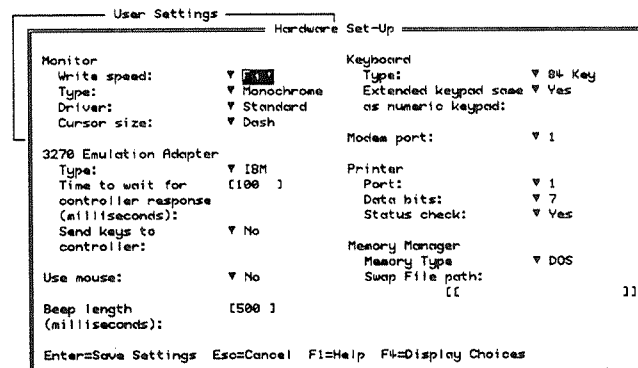 User Settings
Hardware Set-Up
Monitor
Write speed: ▼ Fast
Type: ▼ Monochrome
Driver: ▼ Standard
Cursor size: ▼ Dash
3270 Emulation Adapter
Type: ▼ IBM
Time to wait for [100 ]
controller response
(milliseconds):
Send keys to ▼ No
controller:
Use mouse: ▼ No
Beep length [500 ]
(milliseconds):
Keyboard
Type: ▼ 84 Key
Extended keypad same ▼ Yes
as numeric keypad:
Modem port: ▼ 1
Printer
Port: ▼ 1
Data bits: ▼ 7
Status check: ▼ Yes
Memory Manager
Memory Type ▼ DOS
Swap File path:
[[ ]]
Enter=Save Settings Esc=Cancel F1=Help F4=Display Choices